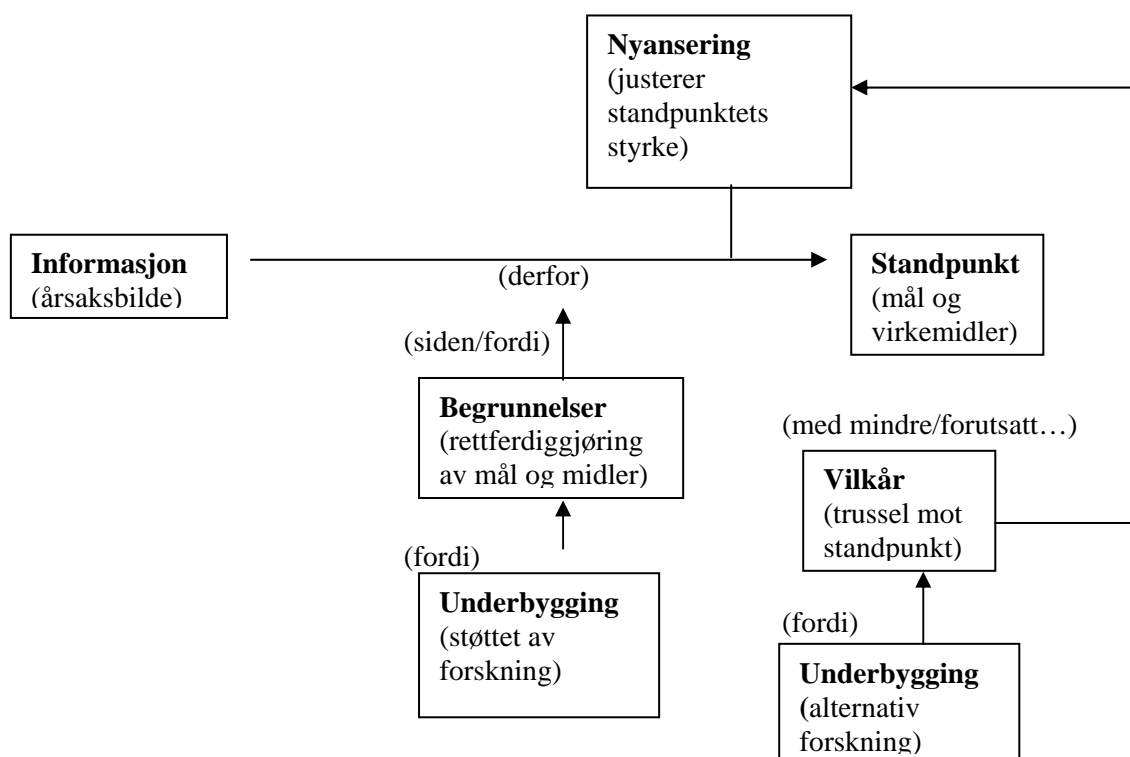 Nyansering
(justerer
standpunktets
styrke)
Informasjon
(årsaksbilde)
(derfor)
Standpunkt
(mål og
virkemidler)
(siden/fordi)
Begrunnelser
(rettferdiggjøring
av mål og midler)
(med mindre/forutsatt…)
Vilkår
(trussel mot
standpunkt)
(fordi)
Underbygging
(støttet av
forskning)
(fordi)
Underbygging
(alternativ
forskning)